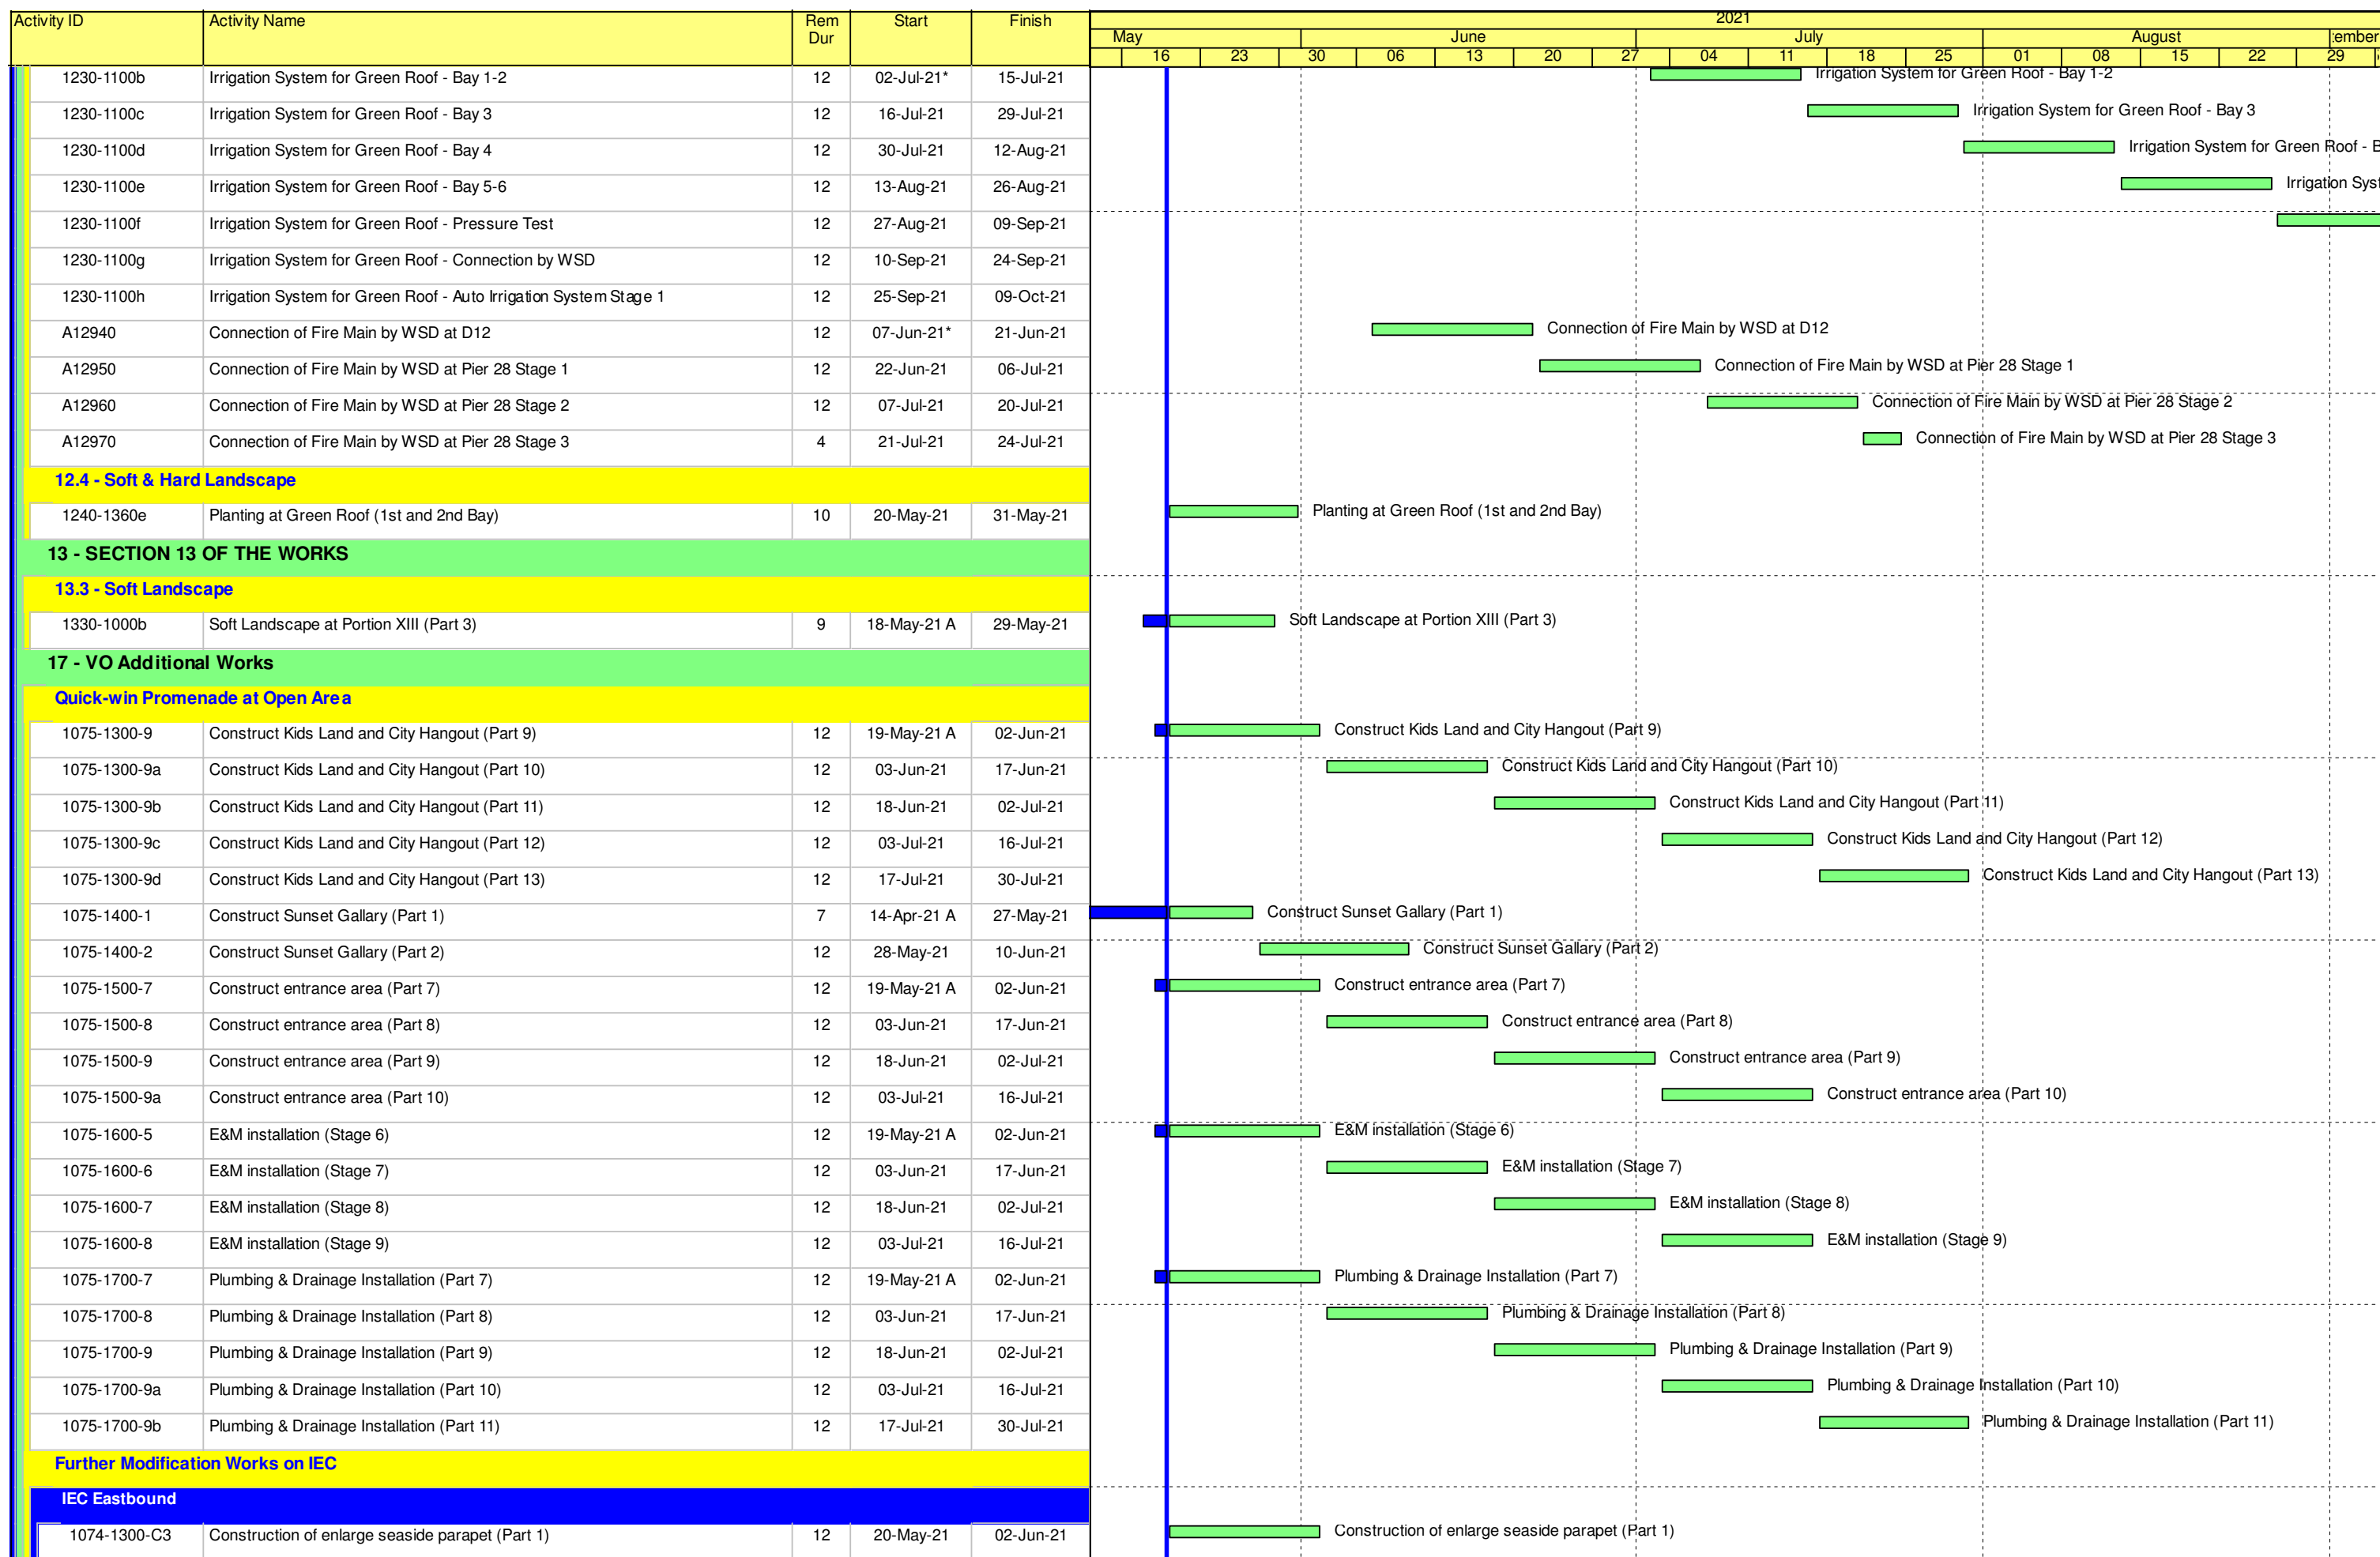 Activity ID Activity Name Rem Dur Start Finish 2021
May June July August tember
16 23 30 06 13 20 27 04 11 18 25 01 08 15 22 29
1230-1100b Irrigation System for Green Roof - Bay 1-2 12 02-Jul-21* 15-Jul-21 Irrigation System for Green Roof - Bay 1-2
1230-1100c Irrigation System for Green Roof - Bay 3 12 16-Jul-21 29-Jul-21 Irrigation System for Green Roof - Bay 3
1230-1100d Irrigation System for Green Roof - Bay 4 12 30-Jul-21 12-Aug-21 Irrigation System for Green Roof - B
1230-1100e Irrigation System for Green Roof - Bay 5-6 12 13-Aug-21 26-Aug-21 Irrigation Syst
1230-1100f Irrigation System for Green Roof - Pressure Test 12 27-Aug-21 09-Sep-21
1230-1100g Irrigation System for Green Roof - Connection by WSD 12 10-Sep-21 24-Sep-21
1230-1100h Irrigation System for Green Roof - Auto Irrigation System Stage 1 12 25-Sep-21 09-Oct-21
A12940 Connection of Fire Main by WSD at D12 12 07-Jun-21* 21-Jun-21 Connection of Fire Main by WSD at D12
A12950 Connection of Fire Main by WSD at Pier 28 Stage 1 12 22-Jun-21 06-Jul-21 Connection of Fire Main by WSD at Pier 28 Stage 1
A12960 Connection of Fire Main by WSD at Pier 28 Stage 2 12 07-Jul-21 20-Jul-21 Connection of Fire Main by WSD at Pier 28 Stage 2
A12970 Connection of Fire Main by WSD at Pier 28 Stage 3 4 21-Jul-21 24-Jul-21 Connection of Fire Main by WSD at Pier 28 Stage 3
12.4 - Soft & Hard Landscape
1240-1360e Planting at Green Roof (1st and 2nd Bay) 10 20-May-21 31-May-21 Planting at Green Roof (1st and 2nd Bay)
13 - SECTION 13 OF THE WORKS
13.3 - Soft Landscape
1330-1000b Soft Landscape at Portion XIII (Part 3) 9 18-May-21 A 29-May-21 Soft Landscape at Portion XIII (Part 3)
17 - VO Additional Works
Quick-win Promenade at Open Area
1075-1300-9 Construct Kids Land and City Hangout (Part 9) 12 19-May-21 A 02-Jun-21 Construct Kids Land and City Hangout (Part 9)
1075-1300-9a Construct Kids Land and City Hangout (Part 10) 12 03-Jun-21 17-Jun-21 Construct Kids Land and City Hangout (Part 10)
1075-1300-9b Construct Kids Land and City Hangout (Part 11) 12 18-Jun-21 02-Jul-21 Construct Kids Land and City Hangout (Part 11)
1075-1300-9c Construct Kids Land and City Hangout (Part 12) 12 03-Jul-21 16-Jul-21 Construct Kids Land and City Hangout (Part 12)
1075-1300-9d Construct Kids Land and City Hangout (Part 13) 12 17-Jul-21 30-Jul-21 Construct Kids Land and City Hangout (Part 13)
1075-1400-1 Construct Sunset Gallary (Part 1) 7 14-Apr-21 A 27-May-21 Construct Sunset Gallary (Part 1)
1075-1400-2 Construct Sunset Gallary (Part 2) 12 28-May-21 10-Jun-21 Construct Sunset Gallary (Part 2)
1075-1500-7 Construct entrance area (Part 7) 12 19-May-21 A 02-Jun-21 Construct entrance area (Part 7)
1075-1500-8 Construct entrance area (Part 8) 12 03-Jun-21 17-Jun-21 Construct entrance area (Part 8)
1075-1500-9 Construct entrance area (Part 9) 12 18-Jun-21 02-Jul-21 Construct entrance area (Part 9)
1075-1500-9a Construct entrance area (Part 10) 12 03-Jul-21 16-Jul-21 Construct entrance area (Part 10)
1075-1600-5 E&M installation (Stage 6) 12 19-May-21 A 02-Jun-21 E&M installation (Stage 6)
1075-1600-6 E&M installation (Stage 7) 12 03-Jun-21 17-Jun-21 E&M installation (Stage 7)
1075-1600-7 E&M installation (Stage 8) 12 18-Jun-21 02-Jul-21 E&M installation (Stage 8)
1075-1600-8 E&M installation (Stage 9) 12 03-Jul-21 16-Jul-21 E&M installation (Stage 9)
1075-1700-7 Plumbing & Drainage Installation (Part 7) 12 19-May-21 A 02-Jun-21 Plumbing & Drainage Installation (Part 7)
1075-1700-8 Plumbing & Drainage Installation (Part 8) 12 03-Jun-21 17-Jun-21 Plumbing & Drainage Installation (Part 8)
1075-1700-9 Plumbing & Drainage Installation (Part 9) 12 18-Jun-21 02-Jul-21 Plumbing & Drainage Installation (Part 9)
1075-1700-9a Plumbing & Drainage Installation (Part 10) 12 03-Jul-21 16-Jul-21 Plumbing & Drainage Installation (Part 10)
1075-1700-9b Plumbing & Drainage Installation (Part 11) 12 17-Jul-21 30-Jul-21 Plumbing & Drainage Installation (Part 11)
Further Modification Works on IEC
IEC Eastbound
1074-1300-C3 Construction of enlarge seaside parapet (Part 1) 12 20-May-21 02-Jun-21 Construction of enlarge seaside parapet (Part 1)